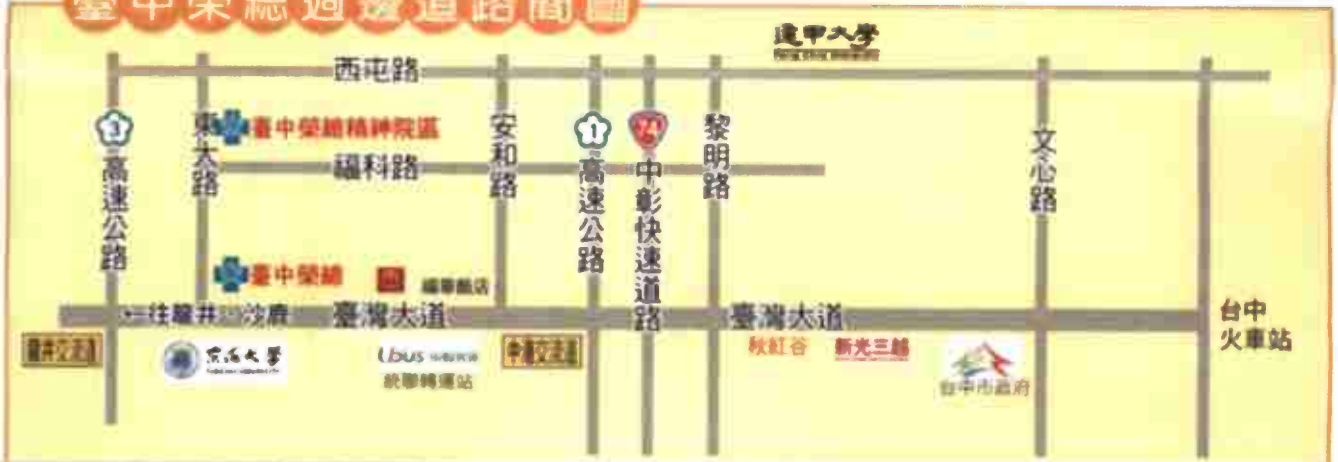 臺中榮總週邊道路簡圖
逢甲大學
西屯路
3
高速公路
東大路
臺中榮總精神院區
福科路
安和路
1
高速公路
74
中彰快速道路
黎明路
文心路
臺中榮總
福華飯店
←往龍井、沙鹿
臺灣大道
臺灣大道
台中
火車站
龍井交流道
東海大學
Ubus
統聯轉運站
中港交流道
秋紅谷
新光三越
台中市政府